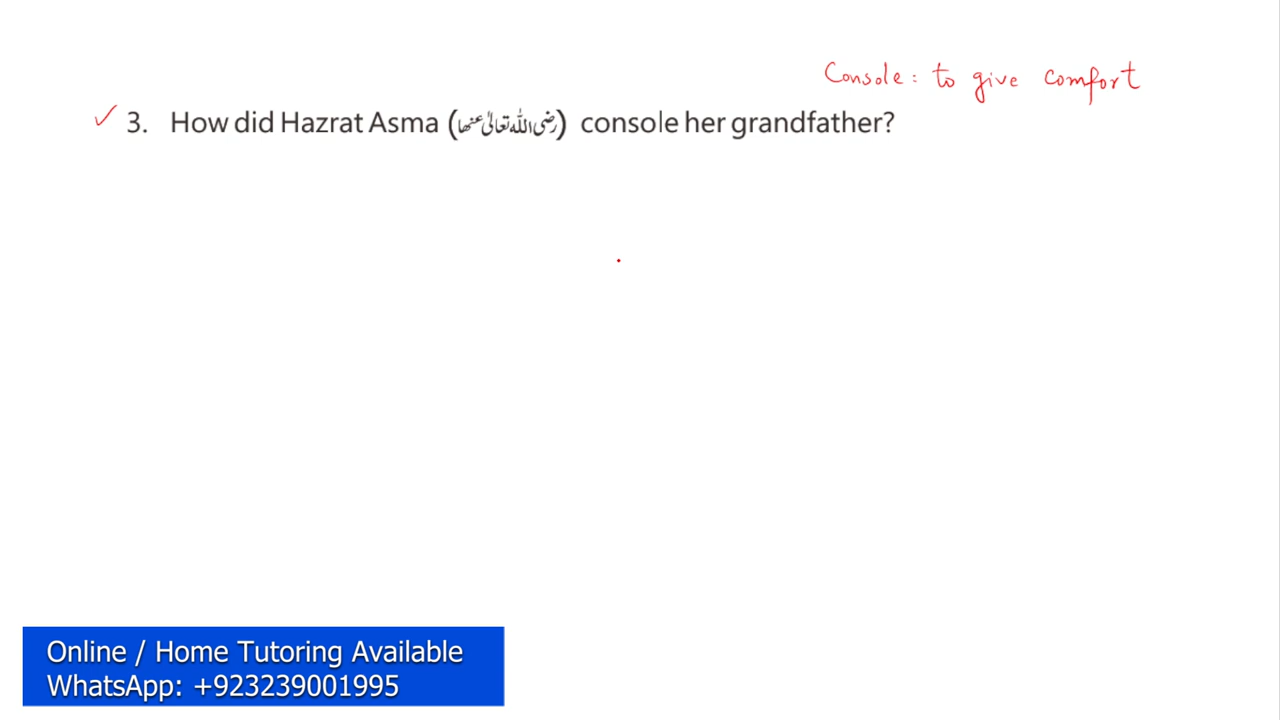 Console: to give comfort
3. How did Hazrat Asma (رضی اللہ تعالیٰ عنھا) console her grandfather?
Online / Home Tutoring Available
WhatsApp: +923239001995